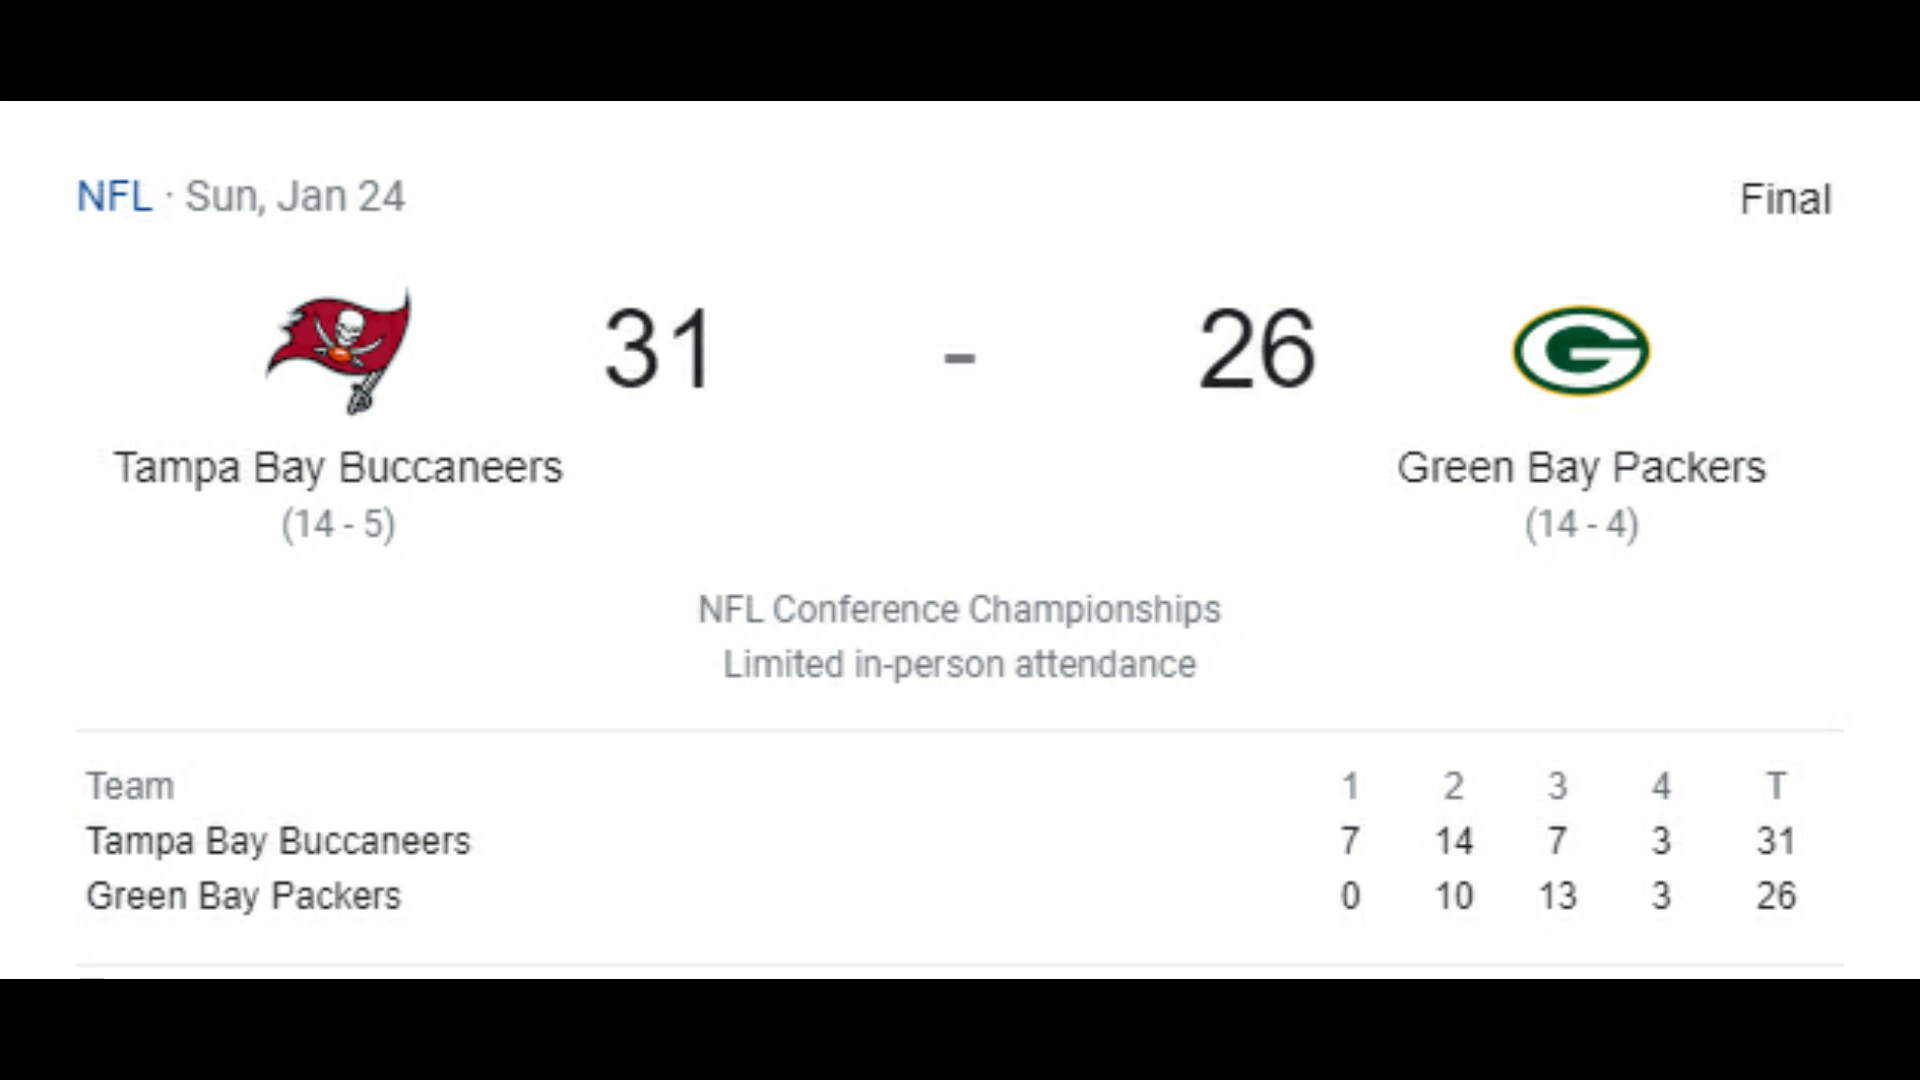 NFL · Sun, Jan 24
Final
31 - 26
Tampa Bay Buccaneers
Green Bay Packers
(14 - 5)
(14 - 4)
NFL Conference Championships
Limited in-person attendance
Team 1 2 3 4 T
Tampa Bay Buccaneers 7 14 7 3 31
Green Bay Packers 0 10 13 3 26